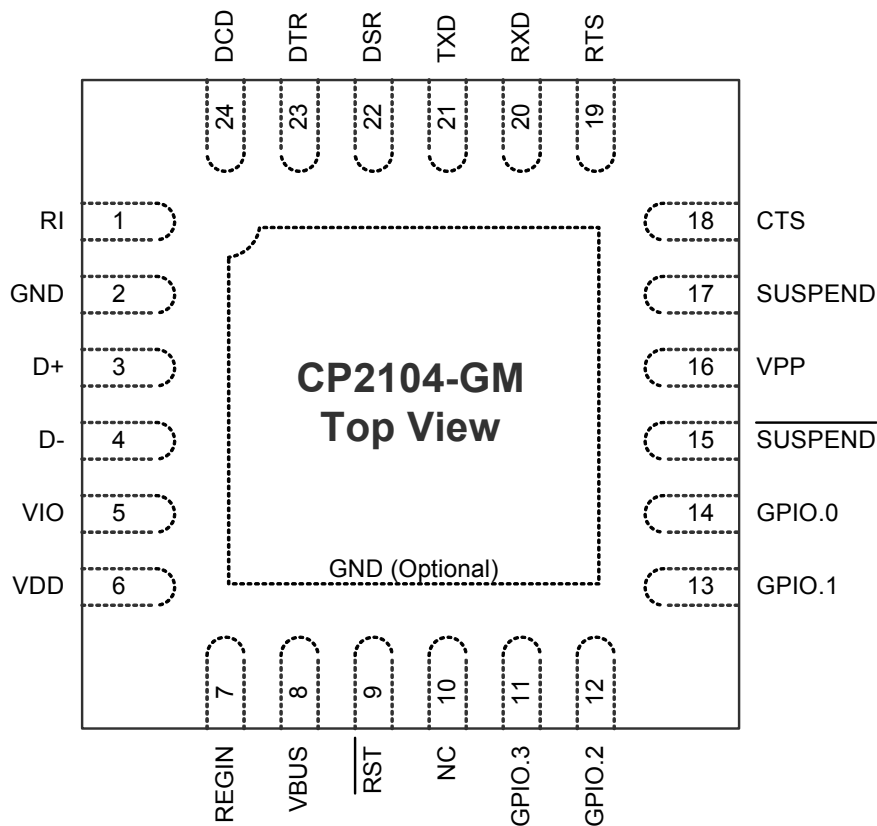 DCD
DTR
DSR
TXD
RXD
RTS
24
23
22
21
20
19
RI 1
18 CTS
GND 2
17 SUSPEND
D+ 3
16 VPP
D- 4
15 SUSPEND
VIO 5
14 GPIO.0
VDD 6
13 GPIO.1
CP2104-GM
Top View
GND (Optional)
7
8
9
10
11
12
REGIN
VBUS
RST
NC
GPIO.3
GPIO.2